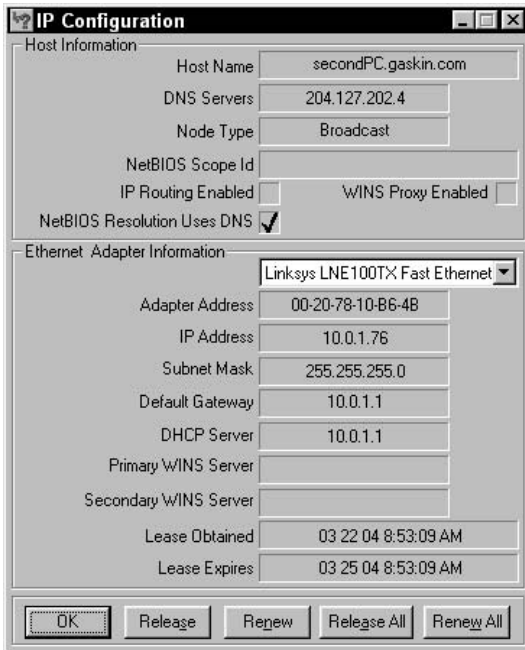 IP Configuration
Host Information
Host Name secondPC.gaskin.com
DNS Servers 204.127.202.4
Node Type Broadcast
NetBIOS Scope Id
IP Routing Enabled WINS Proxy Enabled
NetBIOS Resolution Uses DNS
Ethernet Adapter Information
Linksys LNE100TX Fast Ethernet
Adapter Address 00-20-78-10-B6-4B
IP Address 10.0.1.76
Subnet Mask 255.255.255.0
Default Gateway 10.0.1.1
DHCP Server 10.0.1.1
Primary WINS Server
Secondary WINS Server
Lease Obtained 03 22 04 8:53:09 AM
Lease Expires 03 25 04 8:53:09 AM
OK Release Renew Release All Renew All